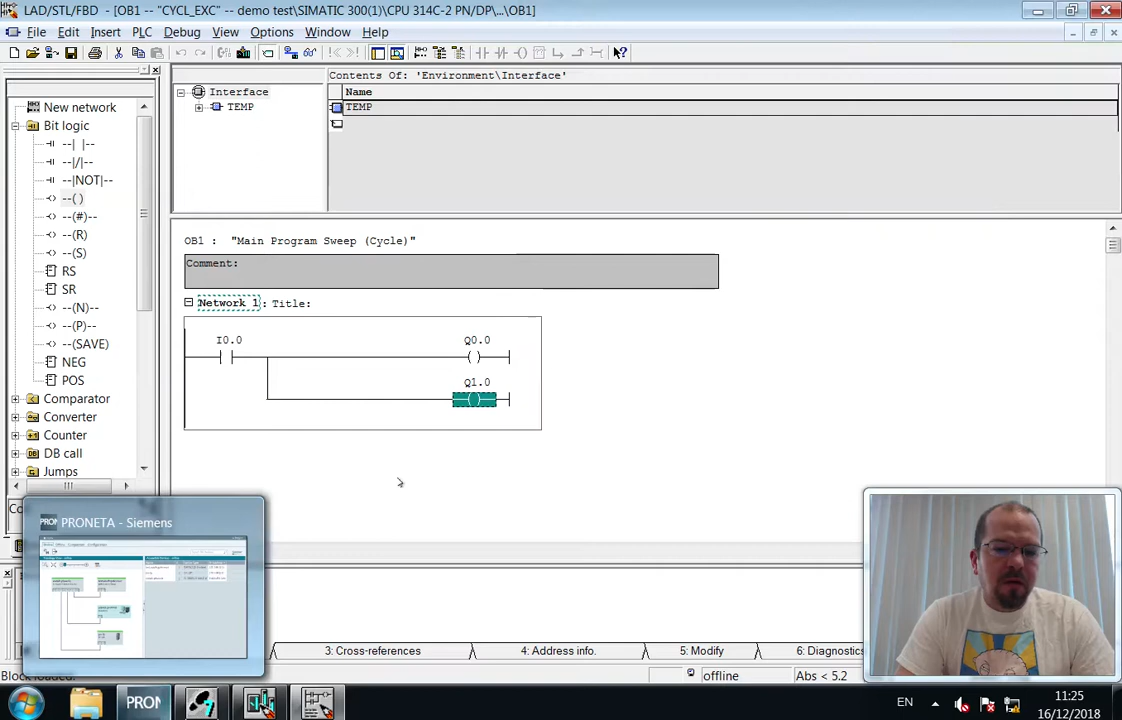 LAD/STL/FBD - [OB1 -- "CYCL_EXC" -- demo test\SIMATIC 300(1)\CPU 314C-2 PN/DP\...\OB1]
File Edit Insert PLC Debug View Options Window Help
Contents Of: 'Environment\Interface'
Interface
TEMP
Name
TEMP
New network
Bit logic
--| |--
--|/|--
--|NOT|--
--( )
--(#)--
--(R)
--(S)
RS
SR
--(N)--
--(P)--
--(SAVE)
NEG
POS
Comparator
Converter
Counter
DB call
Jumps
OB1 : "Main Program Sweep (Cycle)"
Comment:
Network 1: Title:
I0.0
Q0.0
Q1.0
PRONETA - Siemens
3: Cross-references
4: Address info.
5: Modify
6: Diagnostics
offline
Abs < 5.2
PRON
EN
11:25
16/12/2018